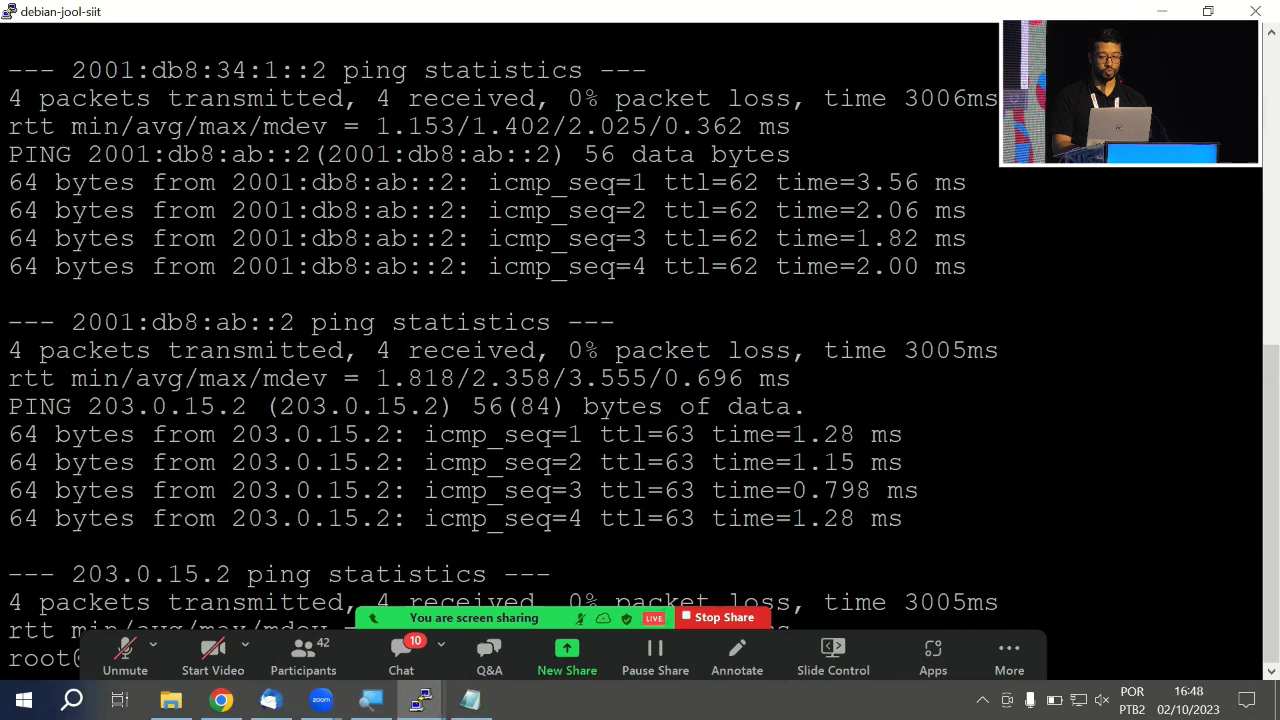 debian-jool-siit
--- 2001:db8:34:1::2 ping statistics ---
4 packets transmitted, 4 received, 0% packet loss, time 3006ms
rtt min/avg/max/mdev = ms
PING 2001:db8:ab::2(2001:db8:ab::2) 56 data bytes
64 bytes from 2001:db8:ab::2: icmp_seq=1 ttl=62 time=3.56 ms
64 bytes from 2001:db8:ab::2: icmp_seq=2 ttl=62 time=2.06 ms
64 bytes from 2001:db8:ab::2: icmp_seq=3 ttl=62 time=1.82 ms
64 bytes from 2001:db8:ab::2: icmp_seq=4 ttl=62 time=2.00 ms
--- 2001:db8:ab::2 ping statistics ---
4 packets transmitted, 4 received, 0% packet loss, time 3005ms
rtt min/avg/max/mdev = 1.818/2.358/3.555/0.696 ms
PING 203.0.15.2 (203.0.15.2) 56(84) bytes of data.
64 bytes from 203.0.15.2: icmp_seq=1 ttl=63 time=1.28 ms
64 bytes from 203.0.15.2: icmp_seq=2 ttl=63 time=1.15 ms
64 bytes from 203.0.15.2: icmp_seq=3 ttl=63 time=0.798 ms
64 bytes from 203.0.15.2: icmp_seq=4 ttl=63 time=1.28 ms
--- 203.0.15.2 ping statistics ---
4 packets transmitted, 4 received, 0% packet loss, time 3005ms
You are screen sharing LIVE Stop Share
rtt min/avg/max/mdev = ms
root@
42 10
Unmute Start Video Participants Chat Q&A New Share Pause Share Annotate Slide Control Apps More
zoom
POR 16:48
PTB2 02/10/2023